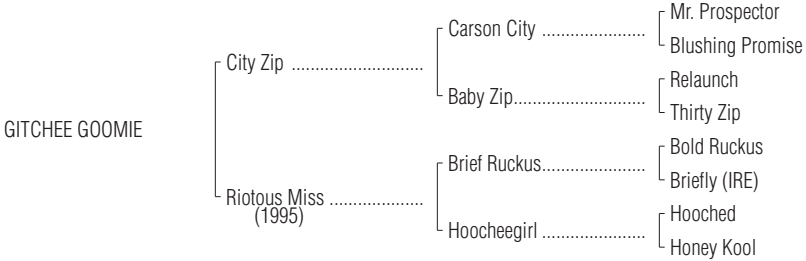 Mr. Prospector
Carson City ......................
Blushing Promise
City Zip ............................
Relaunch
Baby Zip............................
Thirty Zip
GITCHEE GOOMIE
Bold Ruckus
Brief Ruckus......................
Briefly (IRE)
Riotous Miss ....................
(1995)
Hooched
Hoocheegirl ......................
Honey Kool